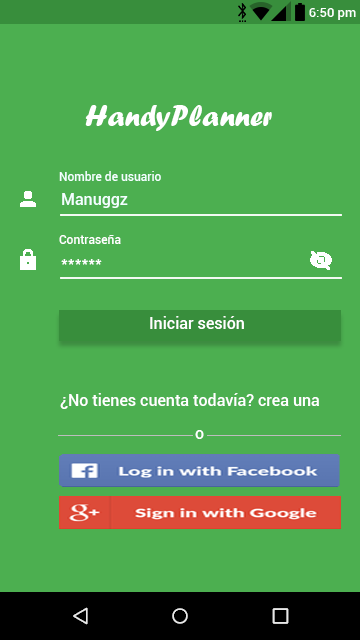 6:50 pm
HandyPlanner
Nombre de usuario
Manuggz
Contraseña
******
Iniciar sesión
¿No tienes cuenta todavía? crea una
O
f Log in with Facebook
g+ Sign in with Google